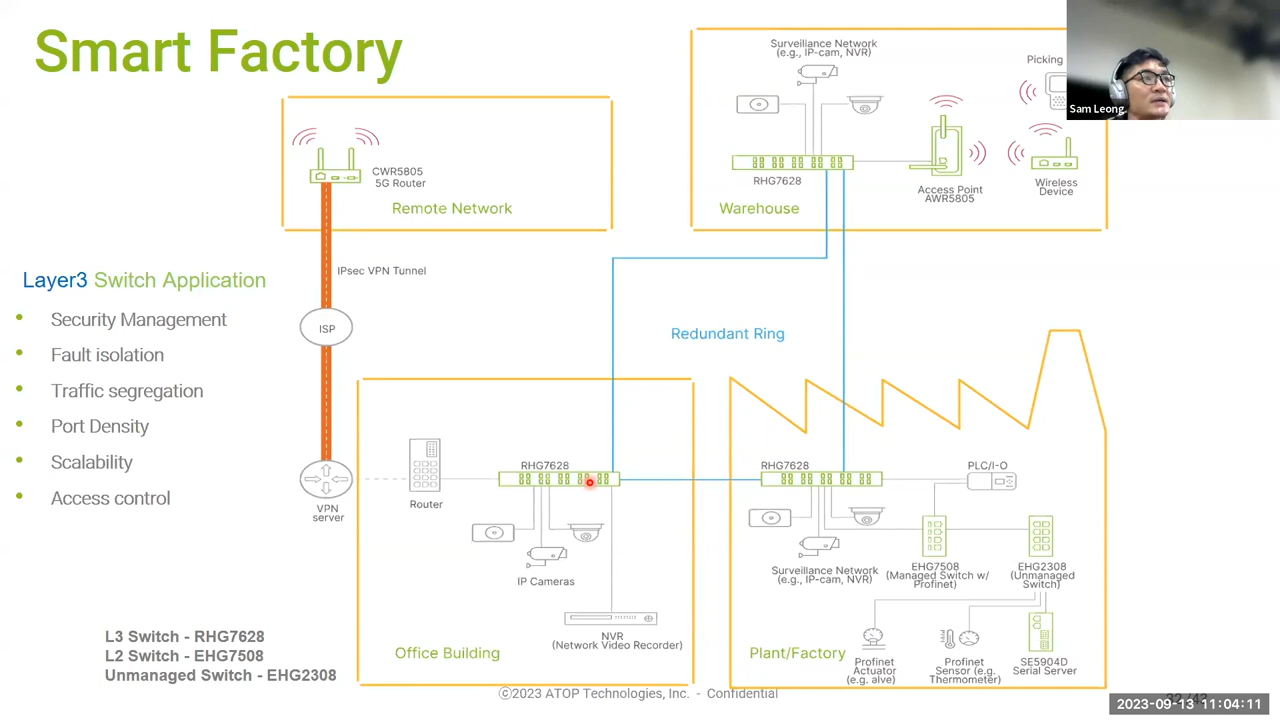 Smart Factory
Surveillance Network
(e.g., IP-cam, NVR)
Picking
Sam Leong
CWR5805
5G Router
RHG7628
Access Point
AWR5805
Wireless
Device
Remote Network
Warehouse
Layer3 Switch Application
IPsec VPN Tunnel
• Security Management
• Fault isolation
• Traffic segregation
• Port Density
• Scalability
• Access control
ISP
Redundant Ring
VPN
server
Router
RHG7628
IP Cameras
NVR
(Network Video Recorder)
Office Building
RHG7628
PLC/I-O
Surveillance Network
(e.g., IP-cam, NVR)
EHG7508
(Managed Switch w/
Profinet)
EHG2308
(Unmanaged
Switch)
Plant/Factory
Profinet
Actuator
(e.g. alve)
Profinet
Sensor (e.g.
Thermometer)
SE5904D
Serial Server
L3 Switch - RHG7628
L2 Switch - EHG7508
Unmanaged Switch - EHG2308
©2023 ATOP Technologies, Inc. - Confidential
2023-09-13 11:04:11